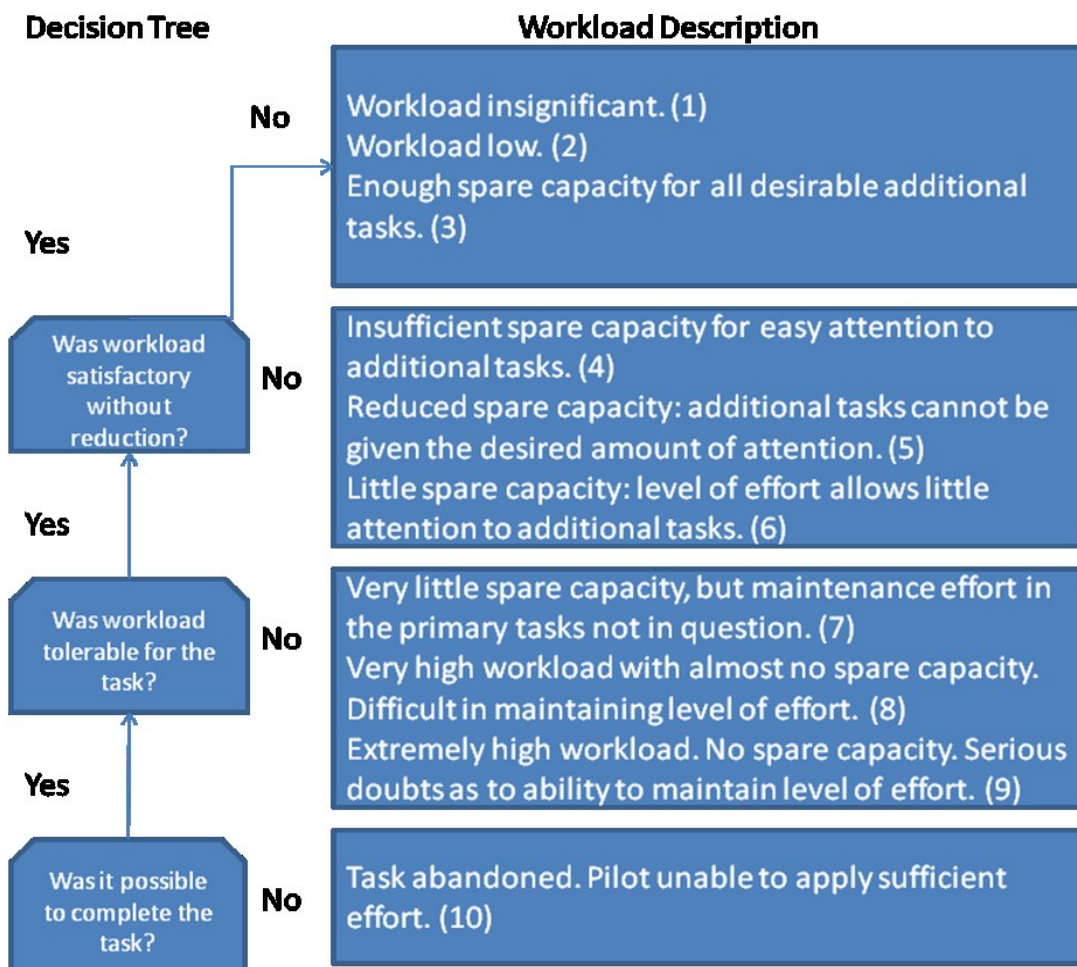 Decision Tree
Workload Description
No
Workload insignificant. (1)
Workload low. (2)
Enough spare capacity for all desirable additional
tasks. (3)
Yes
Was workload
satisfactory
without
reduction?
No
Insufficient spare capacity for easy attention to
additional tasks. (4)
Reduced spare capacity: additional tasks cannot be
given the desired amount of attention. (5)
Little spare capacity: level of effort allows little
attention to additional tasks. (6)
Yes
Was workload
tolerable for the
task?
No
Very little spare capacity, but maintenance effort in
the primary tasks not in question. (7)
Very high workload with almost no spare capacity.
Difficult in maintaining level of effort. (8)
Extremely high workload. No spare capacity. Serious
doubts as to ability to maintain level of effort. (9)
Yes
Was it possible
to complete the
task?
No
Task abandoned. Pilot unable to apply sufficient
effort. (10)